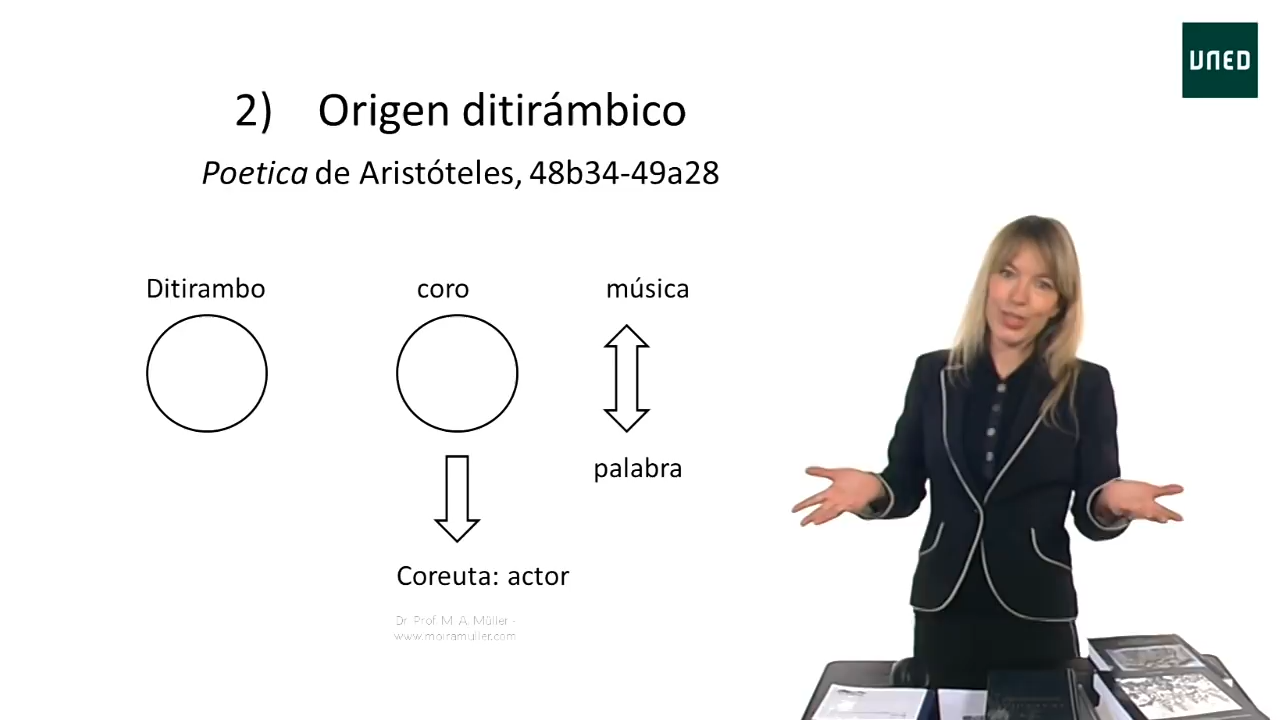 UNED
2) Origen ditirámbico
Poetica de Aristóteles, 48b34-49a28
Ditirambo coro música
palabra
Coreuta: actor
Dr. Prof. M. A. Müller -
www.moiramuller.com